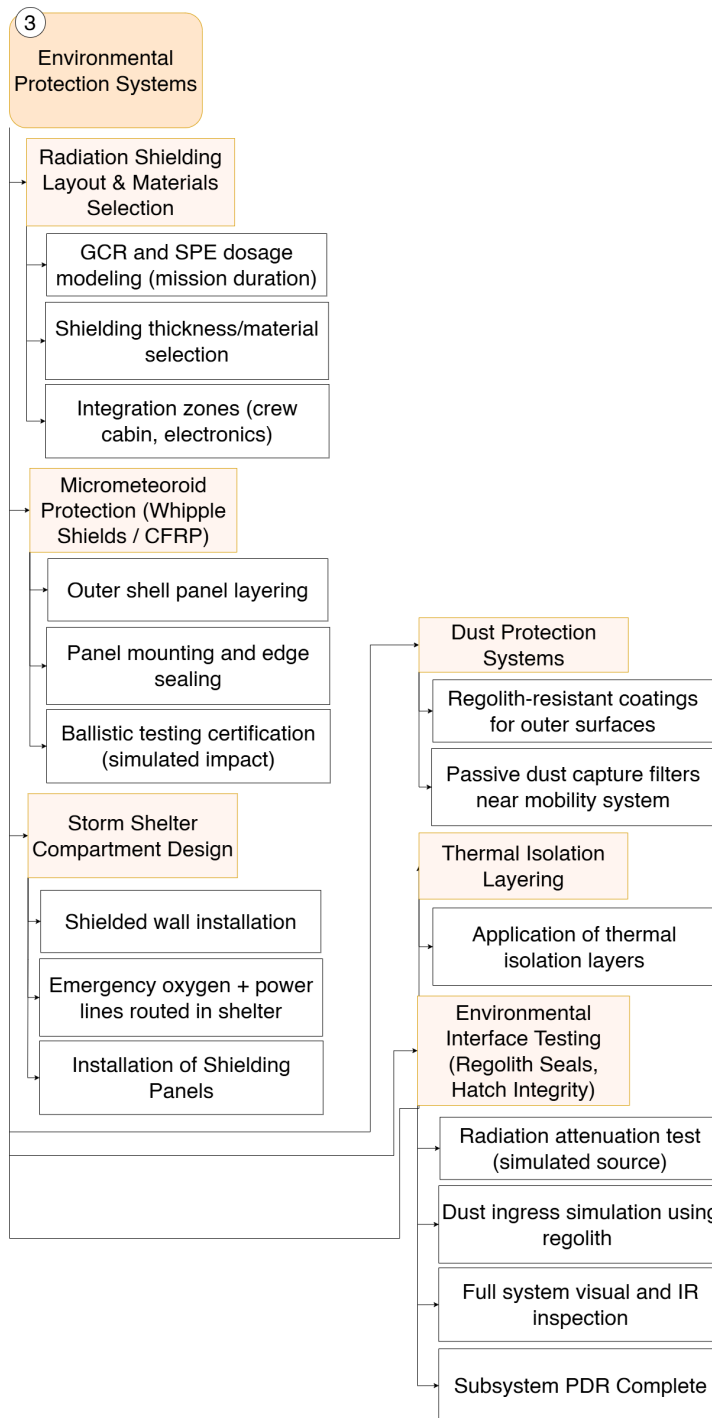 3
Environmental
Protection Systems
Radiation Shielding
Layout & Materials
Selection
GCR and SPE dosage
modeling (mission duration)
Shielding thickness/material
selection
Integration zones (crew
cabin, electronics)
Micrometeoroid
Protection (Whipple
Shields / CFRP)
Outer shell panel layering
Panel mounting and edge
sealing
Ballistic testing certification
(simulated impact)
Storm Shelter
Compartment Design
Shielded wall installation
Emergency oxygen + power
lines routed in shelter
Installation of Shielding
Panels
Dust Protection
Systems
Regolith-resistant coatings
for outer surfaces
Passive dust capture filters
near mobility system
Thermal Isolation
Layering
Application of thermal
isolation layers
Environmental
Interface Testing
(Regolith Seals,
Hatch Integrity)
Radiation attenuation test
(simulated source)
Dust ingress simulation using
regolith
Full system visual and IR
inspection
Subsystem PDR Complete